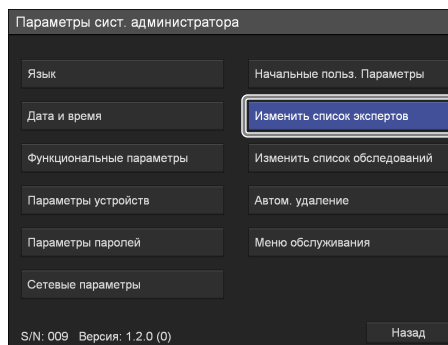 Параметры сист. администратора
Язык
Начальные польз. Параметры
Дата и время
Изменить список экспертов
Функциональные параметры
Изменить список обследований
Параметры устройств
Автом. удаление
Параметры паролей
Меню обслуживания
Сетевые параметры
S/N: 009 Версия: 1.2.0 (0)
Назад